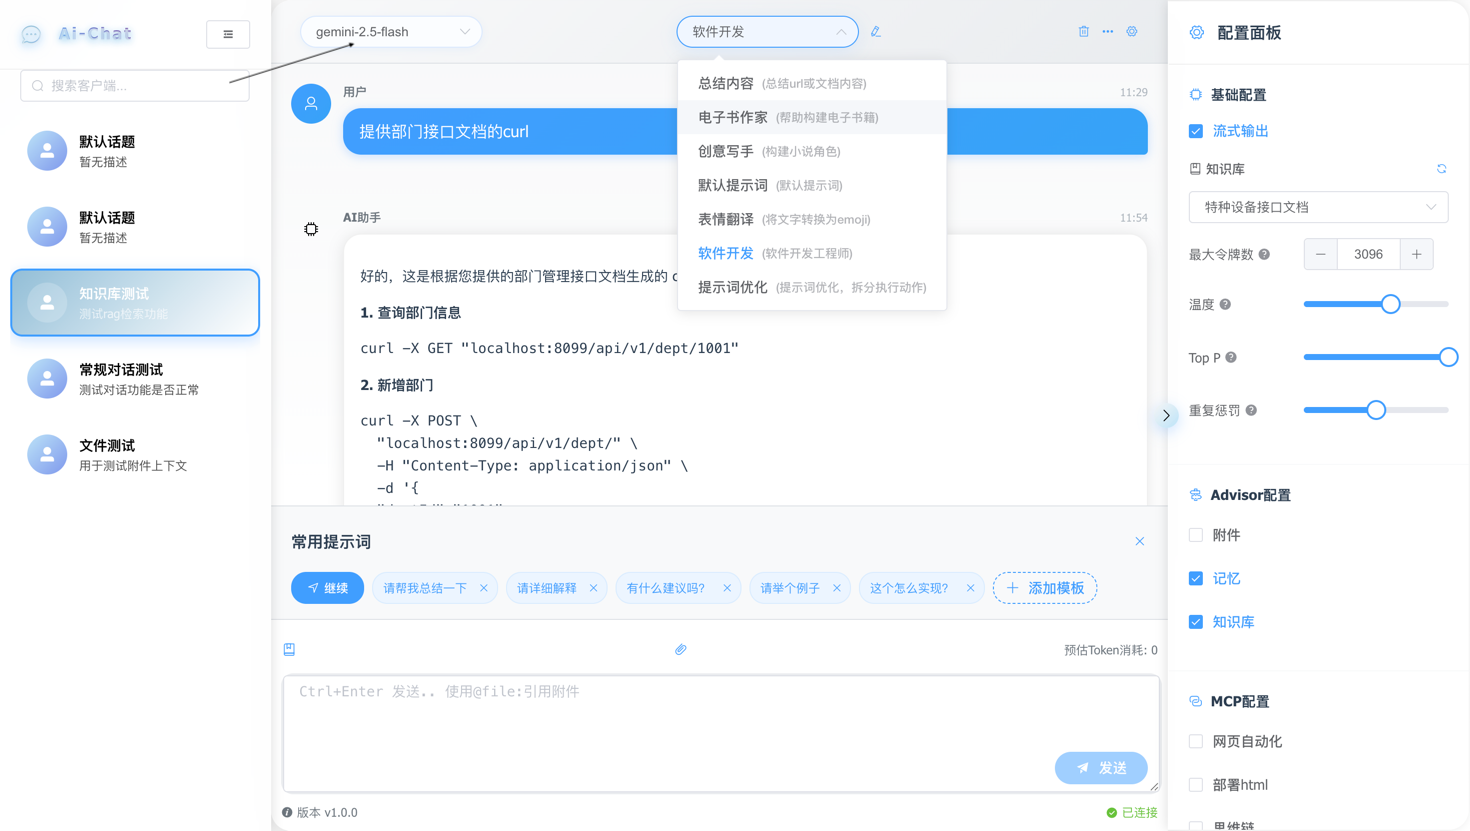 Ai-Chat
搜索客户端...
默认话题
暂无描述
默认话题
暂无描述
知识库测试
测试rag检索功能
常规对话测试
测试对话功能是否正常
文件测试
用于测试附件上下文
gemini-2.5-flash
软件开发
总结内容 (总结url或文档内容)
电子书作家 (帮助构建电子书籍)
创意写手 (构建小说角色)
默认提示词 (默认提示词)
表情翻译 (将文字转换为emoji)
软件开发 (软件开发工程师)
提示词优化 (提示词优化，拆分执行动作)
用户
11:29
提供部门接口文档的curl
AI助手
11:54
好的，这是根据您提供的部门管理接口文档生成的 c
1. 查询部门信息
curl -X GET "localhost:8099/api/v1/dept/1001"
2. 新增部门
curl -X POST \
"localhost:8099/api/v1/dept/" \
-H "Content-Type: application/json" \
-d '{
常用提示词
继续
请帮我总结一下
请详细解释
有什么建议吗?
请举个例子
这个怎么实现?
添加模板
预估Token消耗: 0
Ctrl+Enter 发送.. 使用@file:引用附件
发送
版本 v1.0.0
已连接
配置面板
基础配置
流式输出
知识库
特种设备接口文档
最大令牌数
3096
温度
Top P
重复惩罚
Advisor配置
附件
记忆
知识库
MCP配置
网页自动化
部署html
思维链